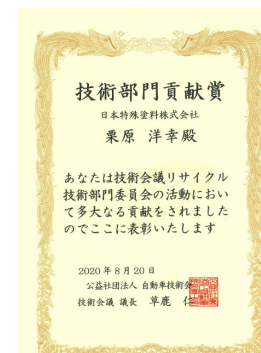 技術部門貢献賞
日本特殊塗料株式会社
栗原 洋幸殿
あなたは技術会議リサイクル
技術部門委員会の活動におい
て多大なる貢献をされました
のでここに表彰いたします
2020年8月20日
公益社団法人 自動車技術会
技術会議 議長 草鹿 仁